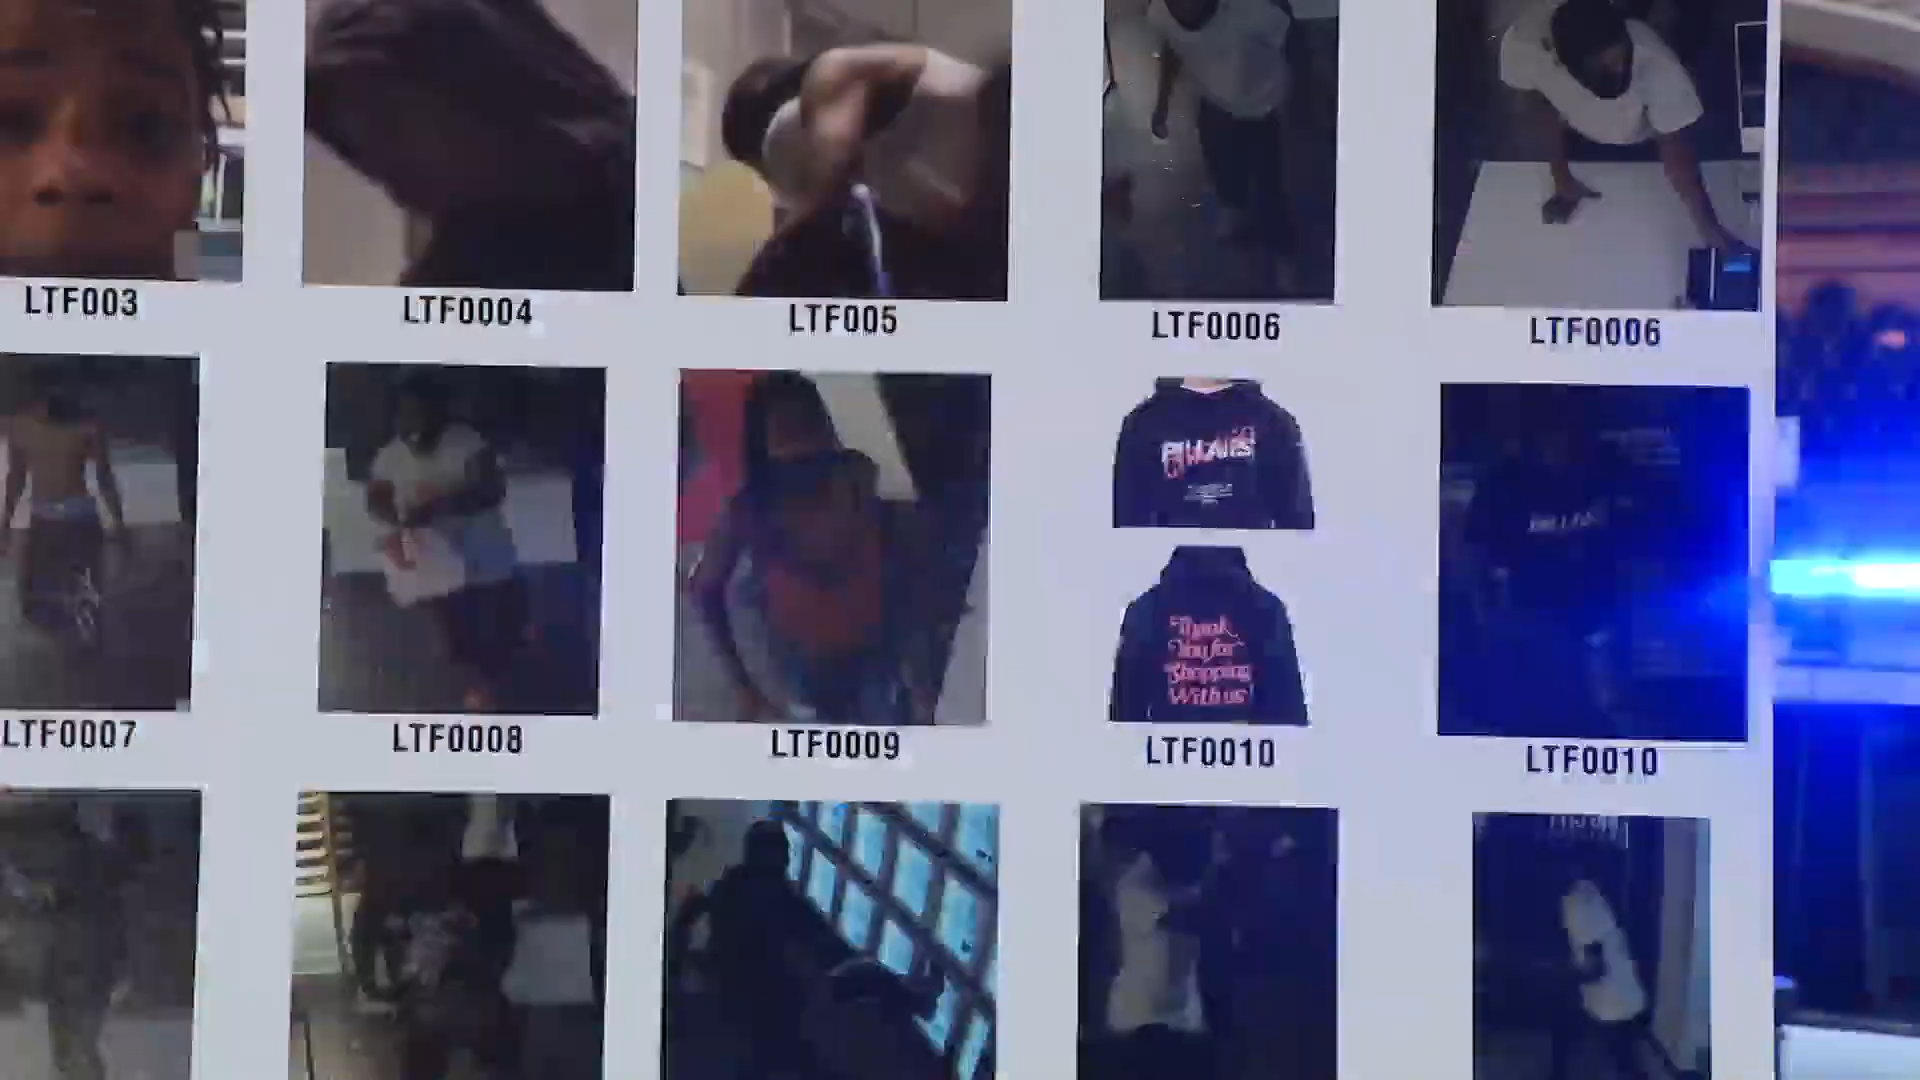 LTF003
LTF0004
LTF005
LTF0006
LTF0006
Thank
You for
Shopping
With us!
LTF0007
LTF0008
LTF0009
LTF0010
LTF0010